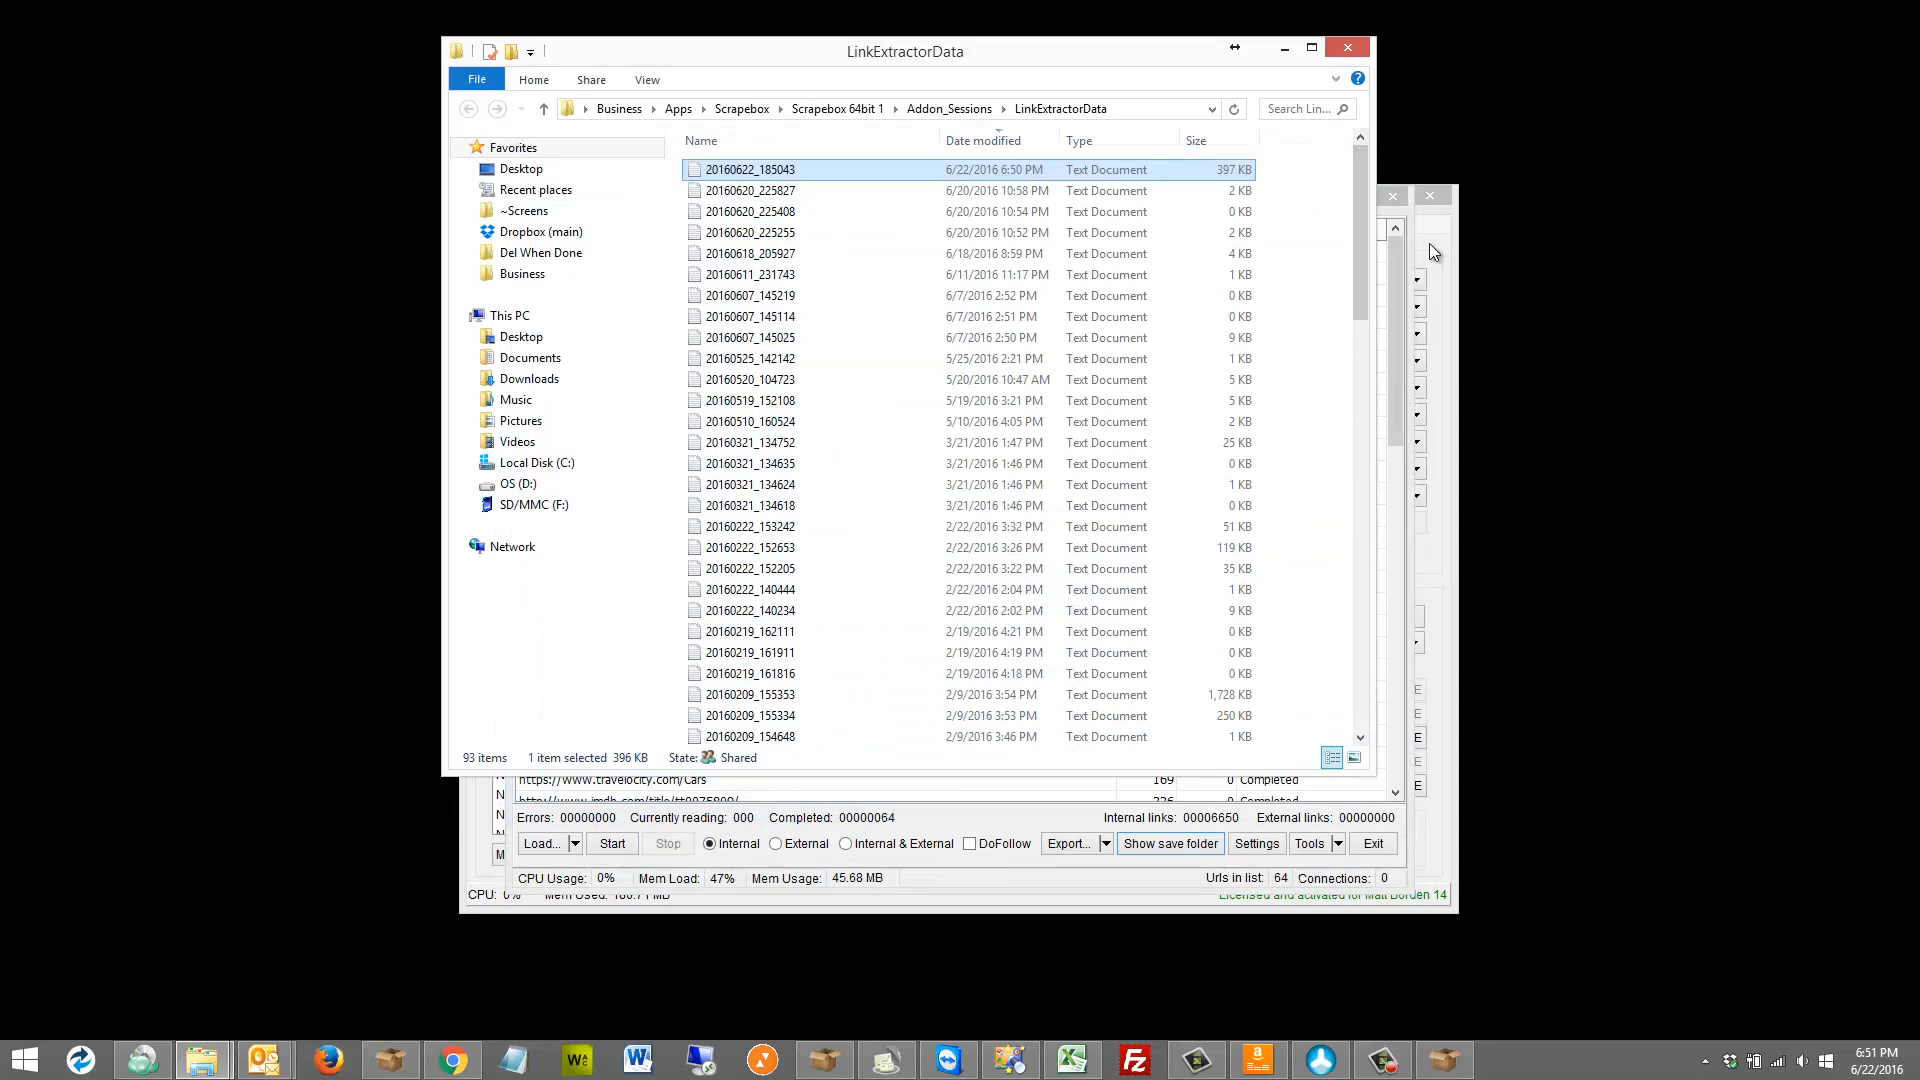 LinkExtractorData
File Home Share View
Business Apps Scrapebox Scrapebox 64bit 1 Addon_Sessions LinkExtractorData Search Lin...
Name Date modified Type Size
Favorites
Desktop
Recent places
~Screens
Dropbox (main)
Del When Done
Business
This PC
Desktop
Documents
Downloads
Music
Pictures
Videos
Local Disk (C:)
OS (D:)
SD/MMC (F:)
Network
20160622_185043 6/22/2016 6:50 PM Text Document 397 KB
20160620_225827 6/20/2016 10:58 PM Text Document 2 KB
20160620_225408 6/20/2016 10:54 PM Text Document 0 KB
20160620_225255 6/20/2016 10:52 PM Text Document 2 KB
20160618_205927 6/18/2016 8:59 PM Text Document 4 KB
20160611_231743 6/11/2016 11:17 PM Text Document 1 KB
20160607_145219 6/7/2016 2:52 PM Text Document 0 KB
20160607_145114 6/7/2016 2:51 PM Text Document 0 KB
20160607_145025 6/7/2016 2:50 PM Text Document 9 KB
20160525_142142 5/25/2016 2:21 PM Text Document 1 KB
20160520_104723 5/20/2016 10:47 AM Text Document 5 KB
20160519_152108 5/19/2016 3:21 PM Text Document 5 KB
20160510_160524 5/10/2016 4:05 PM Text Document 2 KB
20160321_134752 3/21/2016 1:47 PM Text Document 25 KB
20160321_134635 3/21/2016 1:46 PM Text Document 0 KB
20160321_134624 3/21/2016 1:46 PM Text Document 1 KB
20160321_134618 3/21/2016 1:46 PM Text Document 0 KB
20160222_153242 2/22/2016 3:32 PM Text Document 51 KB
20160222_152653 2/22/2016 3:26 PM Text Document 119 KB
20160222_152205 2/22/2016 3:22 PM Text Document 35 KB
20160222_140444 2/22/2016 2:04 PM Text Document 1 KB
20160222_140234 2/22/2016 2:02 PM Text Document 9 KB
20160219_162111 2/19/2016 4:21 PM Text Document 0 KB
20160219_161911 2/19/2016 4:19 PM Text Document 0 KB
20160219_161816 2/19/2016 4:18 PM Text Document 0 KB
20160209_155353 2/9/2016 3:54 PM Text Document 1,728 KB
20160209_155334 2/9/2016 3:53 PM Text Document 250 KB
20160209_154648 2/9/2016 3:46 PM Text Document 1 KB
93 items 1 item selected 396 KB State: Shared
https://www.travelocity.com/Cars 169 0 Completed
Errors: 00000000 Currently reading: 000 Completed: 00000064 Internal links: 00006650 External links: 00000000
Load... Start Stop Internal External Internal & External DoFollow Export... Show save folder Settings Tools Exit
CPU Usage: 0% Mem Load: 47% Mem Usage: 45.68 MB Urls in list: 64 Connections: 0
CPU: 0% Mem Used: 180.71 MB Licensed and activated for Matt Borden 14
6:51 PM
6/22/2016